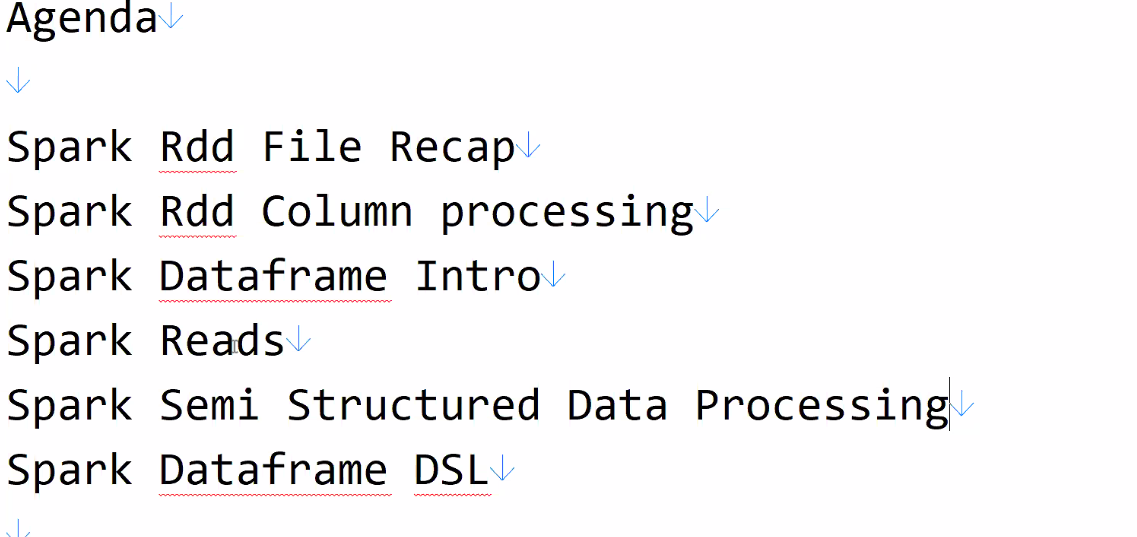 Agenda
Spark Rdd File Recap
Spark Rdd Column processing
Spark Dataframe Intro
Spark Reads
Spark Semi Structured Data Processing
Spark Dataframe DSL